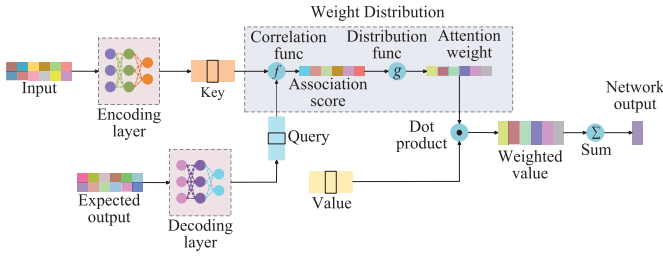 Weight Distribution
Correlation
func
Distribution
func
Attention
weight
f
g
Association
score
Input
Encoding
layer
Key
Query
Dot
product
Network
output
Weighted
value
Σ
Sum
Expected
output
Decoding
layer
Value